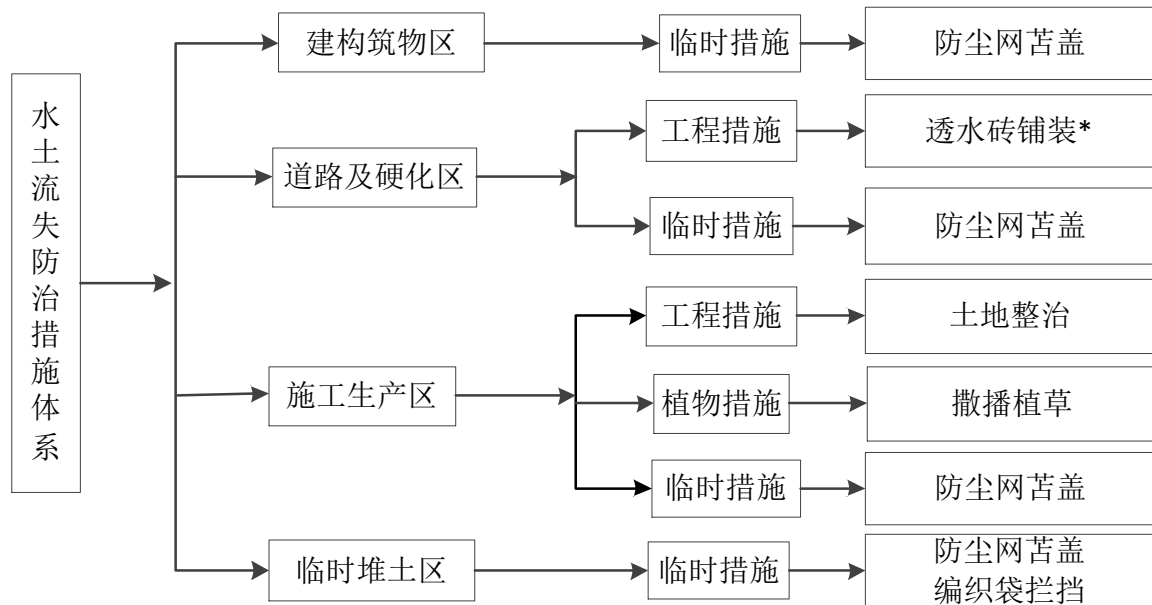 水土流失防治措施体系
建构筑物区
临时措施
防尘网苫盖
道路及硬化区
工程措施
透水砖铺装*
临时措施
防尘网苫盖
施工生产区
工程措施
土地整治
植物措施
撒播植草
临时措施
防尘网苫盖
临时堆土区
临时措施
防尘网苫盖
编织袋拦挡